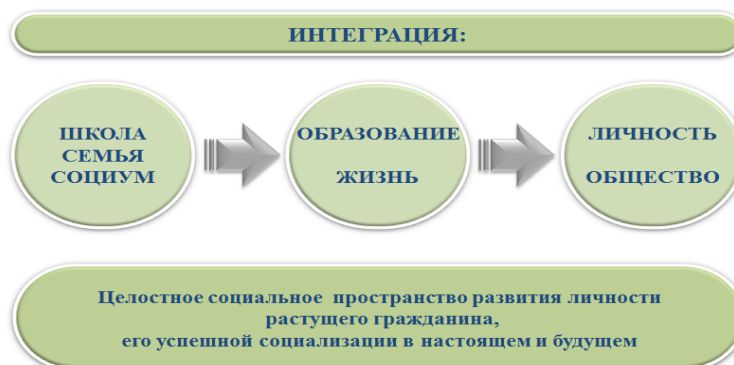 ИНТЕГРАЦИЯ:
ШКОЛА
СЕМЬЯ
СОЦИУМ
ОБРАЗОВАНИЕ
ЖИЗНЬ
ЛИЧНОСТЬ
ОБЩЕСТВО
Целостное социальное пространство развития личности
растущего гражданина,
его успешной социализации в настоящем и будущем